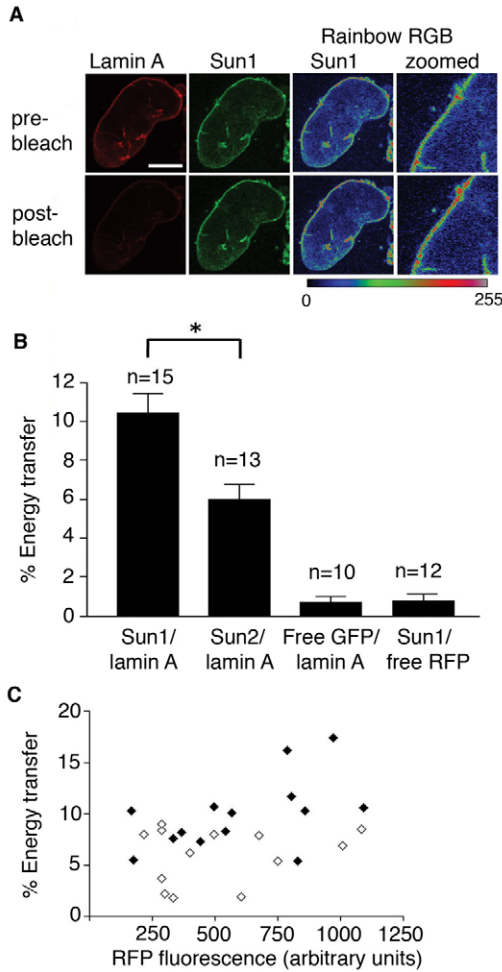 A
Rainbow RGB
Lamin A Sun1 Sun1 zoomed
pre-
bleach
post-
bleach
0 255
B
*
% Energy transfer
12
10
8
6
4
2
0
n=15
n=13
n=10
n=12
Sun1/
lamin A
Sun2/
lamin A
Free GFP/
lamin A
Sun1/
free RFP
C
% Energy transfer
20
15
10
5
0
250 500 750 1000 1250
RFP fluorescence (arbitrary units)